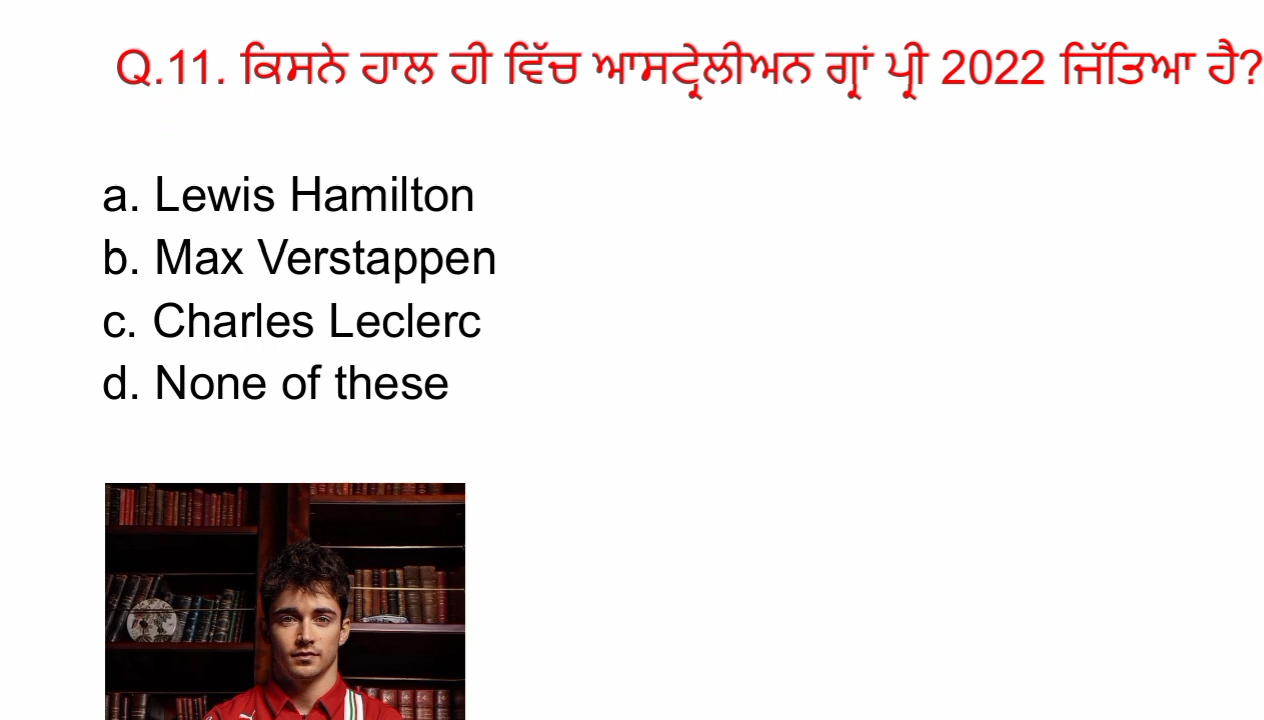 Q.11. ਕਿਸਨੇ ਹਾਲ ਹੀ ਵਿੱਚ ਆਸਟ੍ਰੇਲੀਅਨ ਗ੍ਰਾਂ ਪ੍ਰੀ 2022 ਜਿੱਤਿਆ ਹੈ?
a. Lewis Hamilton
b. Max Verstappen
c. Charles Leclerc
d. None of these